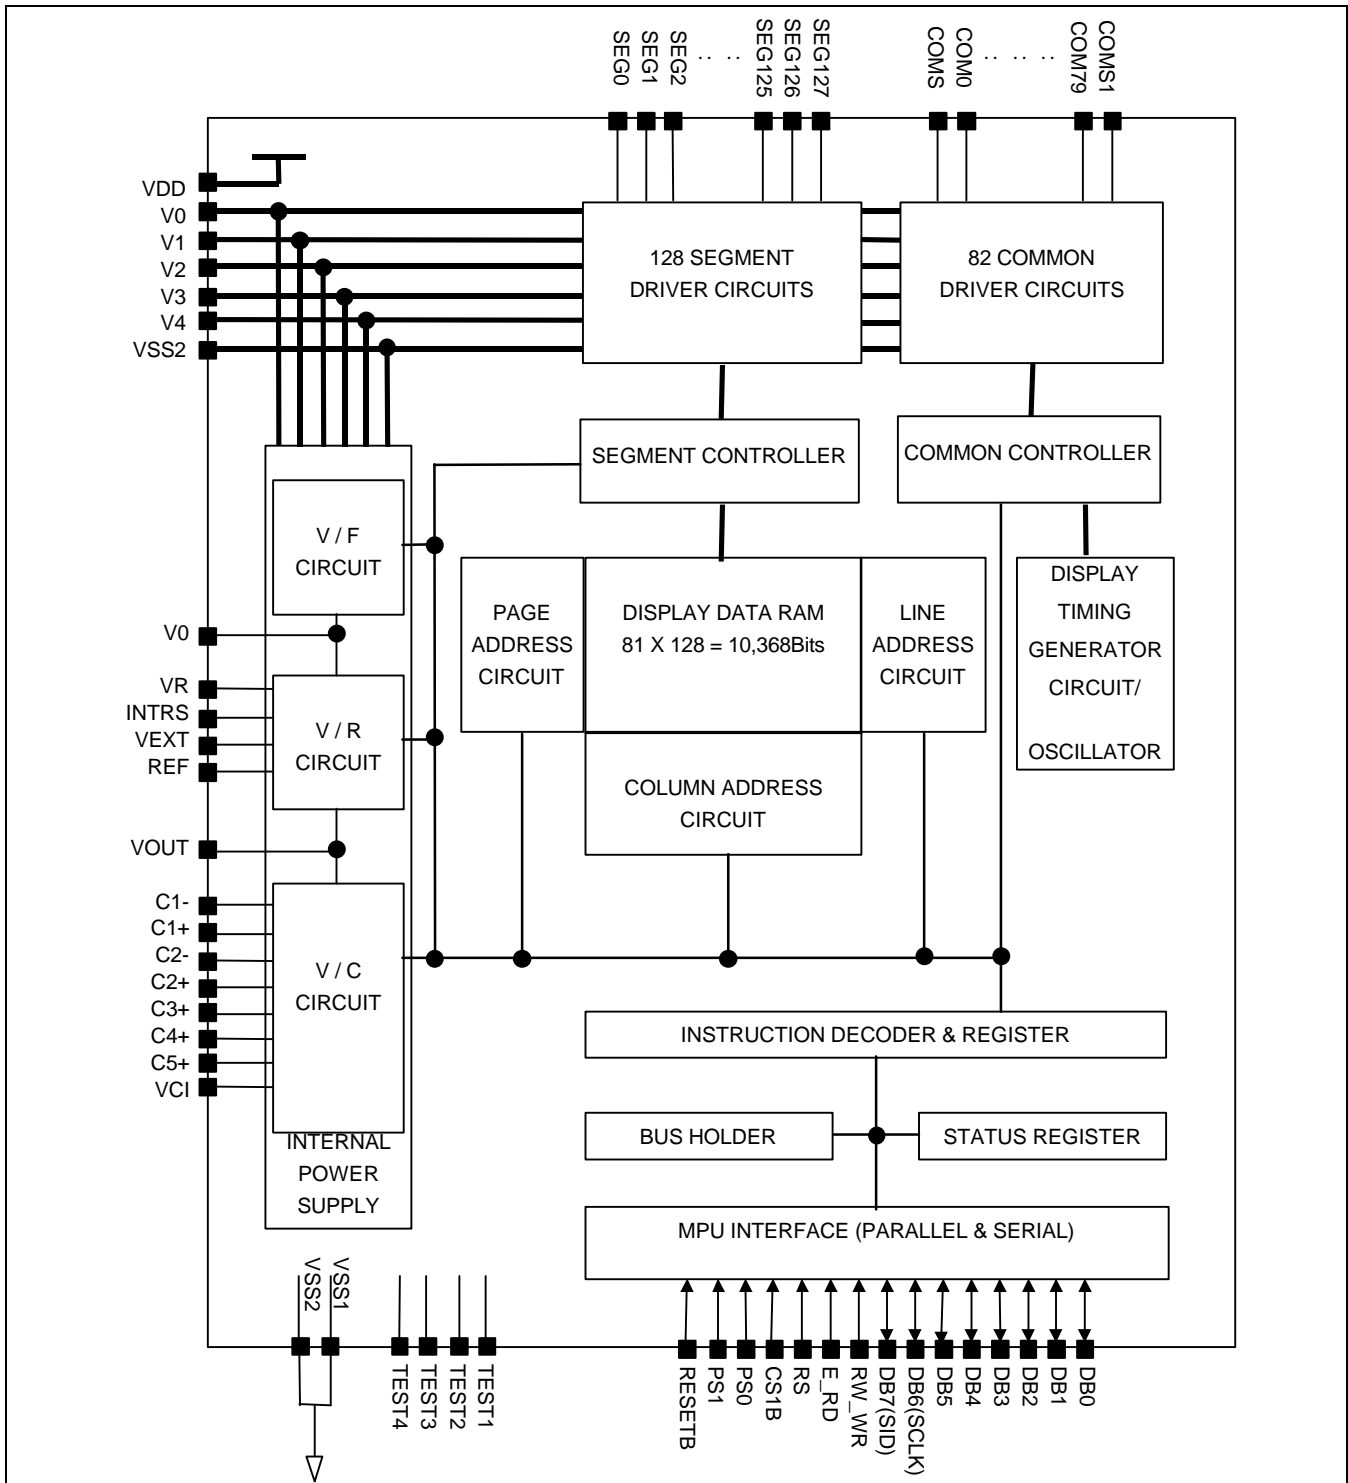 SEG0
SEG1
SEG2
.. ..
SEG125
SEG126
SEG127
COMS
COM0
.. .. ..
COM79
COMS1
VDD
V0
V1
V2
V3
V4
VSS2
128 SEGMENT
DRIVER CIRCUITS
82 COMMON
DRIVER CIRCUITS
SEGMENT CONTROLLER
COMMON CONTROLLER
V / F
CIRCUIT
PAGE
ADDRESS
CIRCUIT
DISPLAY DATA RAM
81 X 128 = 10,368Bits
LINE
ADDRESS
CIRCUIT
DISPLAY
TIMING
GENERATOR
CIRCUIT/
OSCILLATOR
V0
VR
INTRS
VEXT
REF
V / R
CIRCUIT
COLUMN ADDRESS
CIRCUIT
VOUT
C1-
C1+
C2-
C2+
C3+
C4+
C5+
VCI
V / C
CIRCUIT
INSTRUCTION DECODER & REGISTER
BUS HOLDER
STATUS REGISTER
INTERNAL
POWER
SUPPLY
MPU INTERFACE (PARALLEL & SERIAL)
VSS2
VSS1
TEST4
TEST3
TEST2
TEST1
RESETB
PS1
PS0
CS1B
RS
E_RD
RW_WR
DB7(SID)
DB6(SCLK)
DB5
DB4
DB3
DB2
DB1
DB0